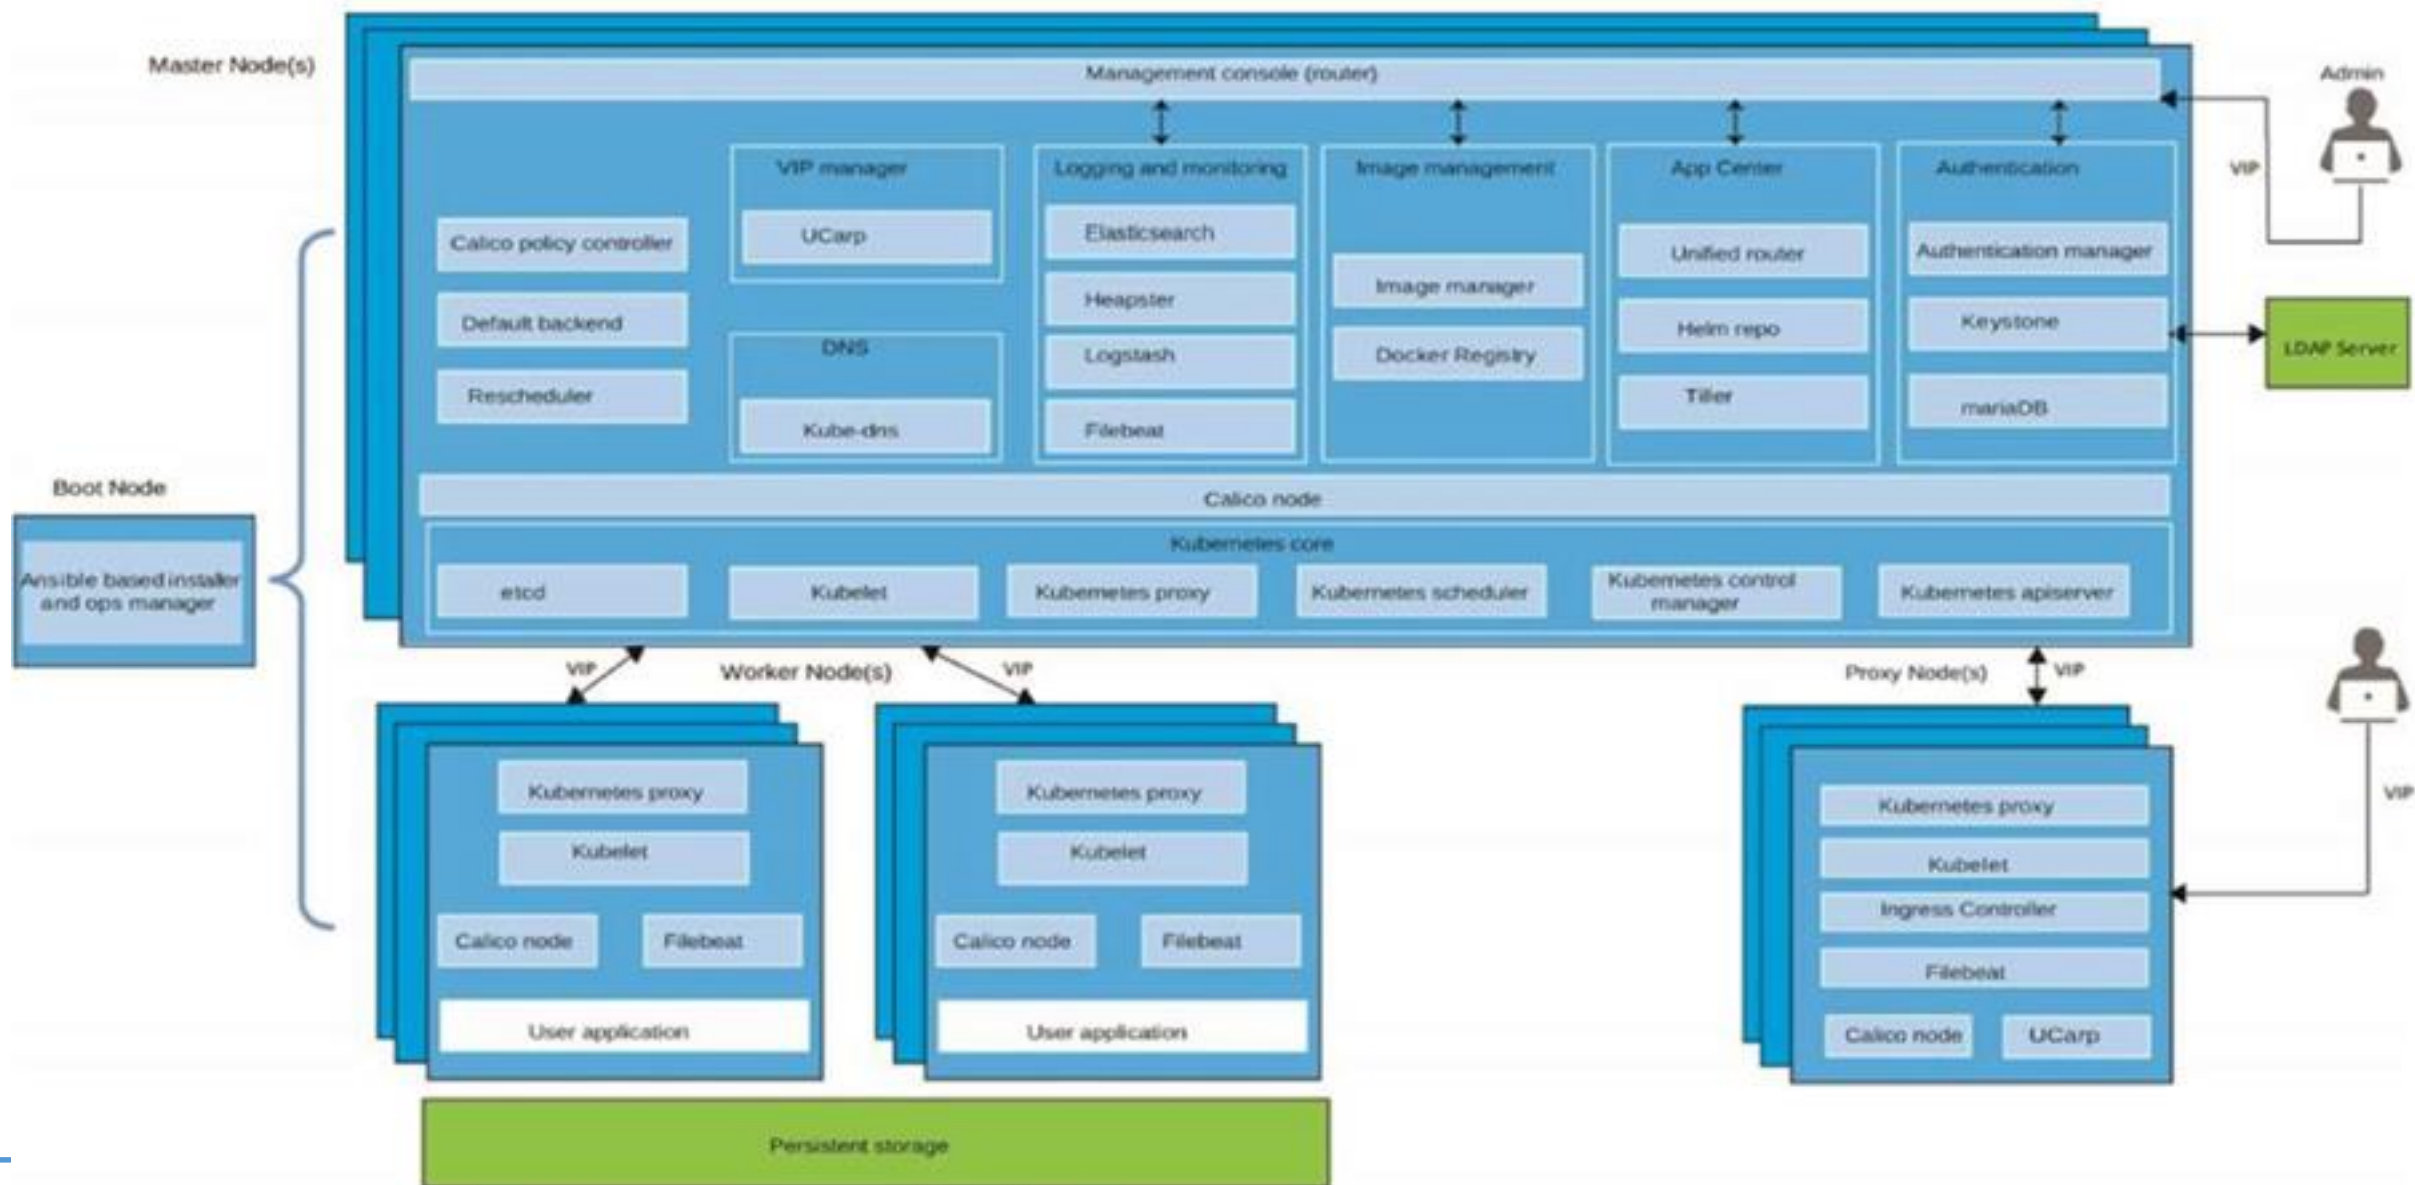 Master Node(s)
Management console (router)
Admin
VIP
VIP manager
UCarp
Logging and monitoring
Elasticsearch
Heapster
Logstash
Filebeat
Image management
Image manager
Docker Registry
App Center
Unified router
Helm repo
Tiller
Authentication
Authentication manager
Keystone
mariaDB
LDAP Server
Calico policy controller
Default backend
Rescheduler
DNS
Kube-dns
Boot Node
Ansible based installer
and ops manager
Calico node
Kubernetes core
etcd
Kubelet
Kubernetes proxy
Kubernetes scheduler
Kubernetes control
manager
Kubernetes apiserver
VIP
Worker Node(s)
VIP
Proxy Node(s)
VIP
Kubernetes proxy
Kubelet
Calico node
Filebeat
User application
Kubernetes proxy
Kubelet
Calico node
Filebeat
User application
Kubernetes proxy
Kubelet
Ingress Controller
Filebeat
Calico node
UCarp
VIP
Persistent storage